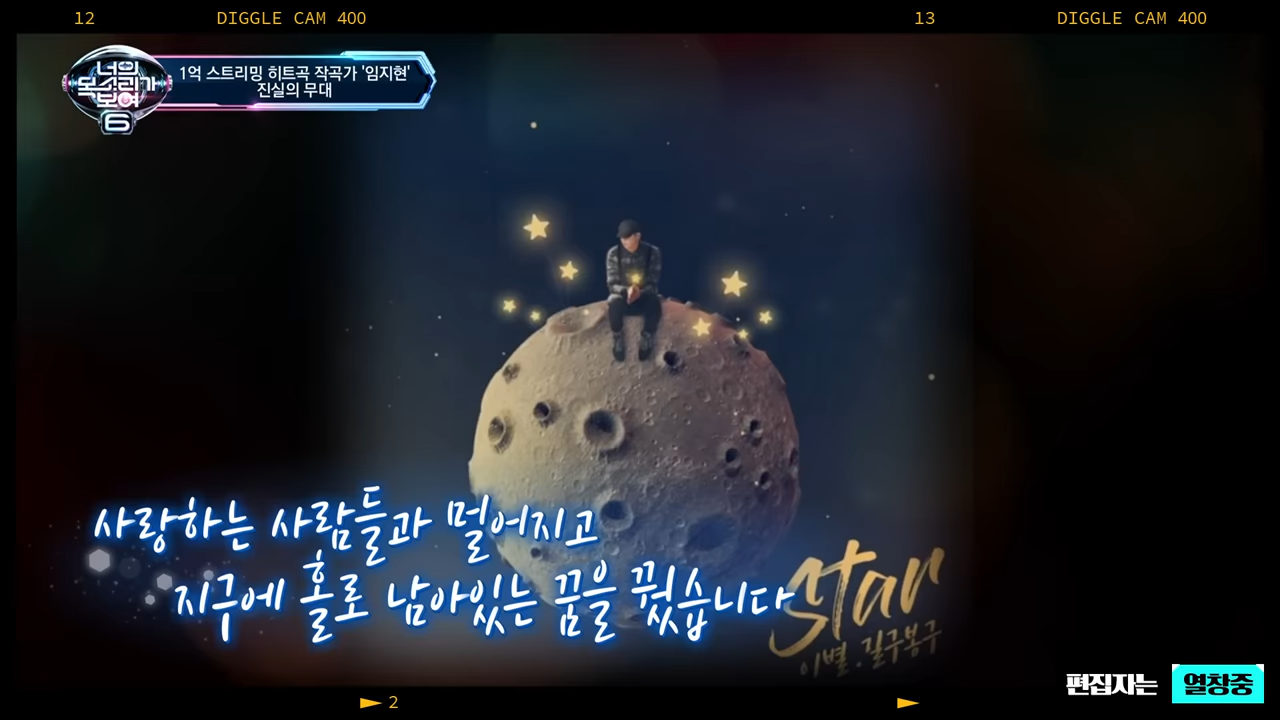 12 DIGGLE CAM 400 13 DIGGLE CAM 400
너의
목소리가
보여
6
1억 스트리밍 히트곡 작곡가 '임지현'
진실의 무대
사랑하는 사람들과 멀어지고
지구에 홀로 남아있는 꿈을 꿨습니다
Star
이별.길구봉구
편집자는 열창중
2